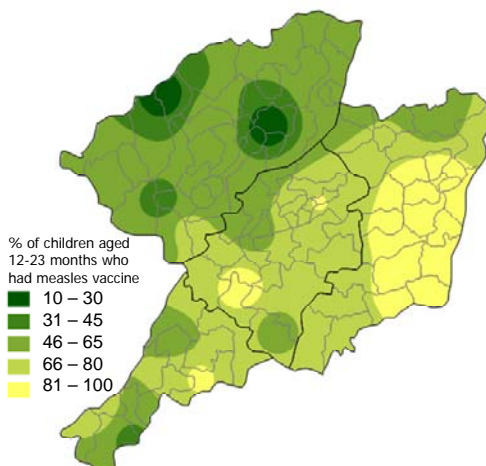 % of children aged
12-23 months who
had measles vaccine
10 – 30
31 – 45
46 – 65
66 – 80
81 – 100